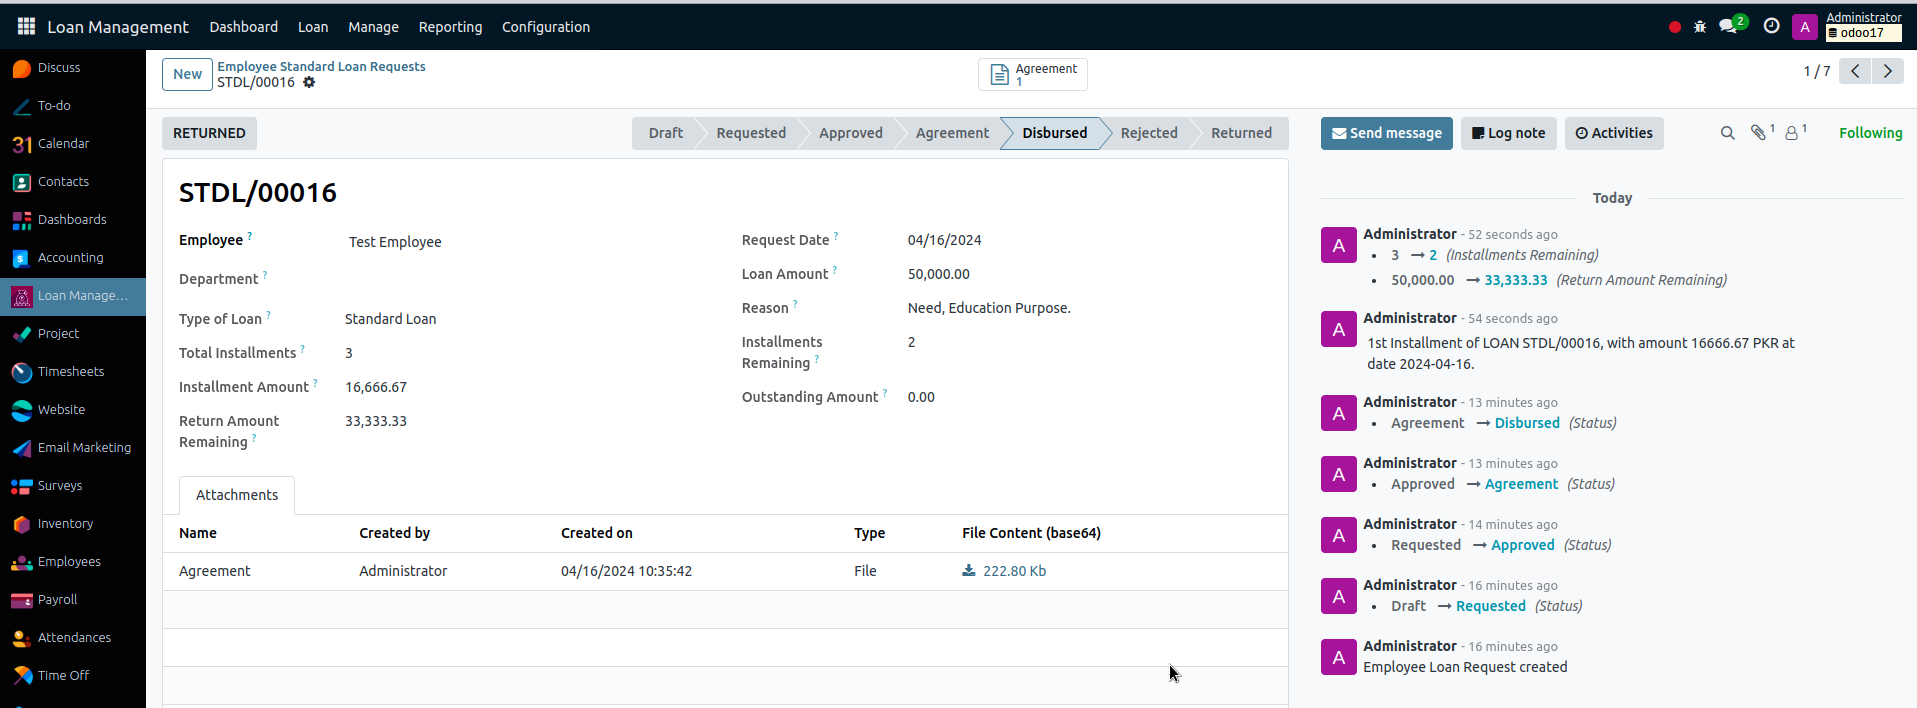 Loan Management Dashboard Loan Manage Reporting Configuration 2 A Administrator
odoo17
Discuss
To-do
31 Calendar
Contacts
Dashboards
Accounting
Loan Manage...
Project
Timesheets
Website
Email Marketing
Surveys
Inventory
Employees
Payroll
Attendances
Time Off
New Employee Standard Loan Requests
STDL/00016
Agreement
1
1 / 7
RETURNED Draft Requested Approved Agreement Disbursed Rejected Returned
STDL/00016
Employee ? Test Employee
Department ?
Type of Loan ? Standard Loan
Total Installments ? 3
Installment Amount ? 16,666.67
Return Amount
Remaining ? 33,333.33
Request Date ? 04/16/2024
Loan Amount ? 50,000.00
Reason ? Need, Education Purpose.
Installments
Remaining ? 2
Outstanding Amount ? 0.00
Attachments
Name Created by Created on Type File Content (base64)
Agreement Administrator 04/16/2024 10:35:42 File 222.80 Kb
Send message Log note Activities 1 1 Following
Today
A Administrator - 52 seconds ago
• 3 → 2 (Installments Remaining)
• 50,000.00 → 33,333.33 (Return Amount Remaining)
A Administrator - 54 seconds ago
1st Installment of LOAN STDL/00016, with amount 16666.67 PKR at
date 2024-04-16.
A Administrator - 13 minutes ago
• Agreement → Disbursed (Status)
A Administrator - 13 minutes ago
• Approved → Agreement (Status)
A Administrator - 14 minutes ago
• Requested → Approved (Status)
A Administrator - 16 minutes ago
• Draft → Requested (Status)
A Administrator - 16 minutes ago
Employee Loan Request created